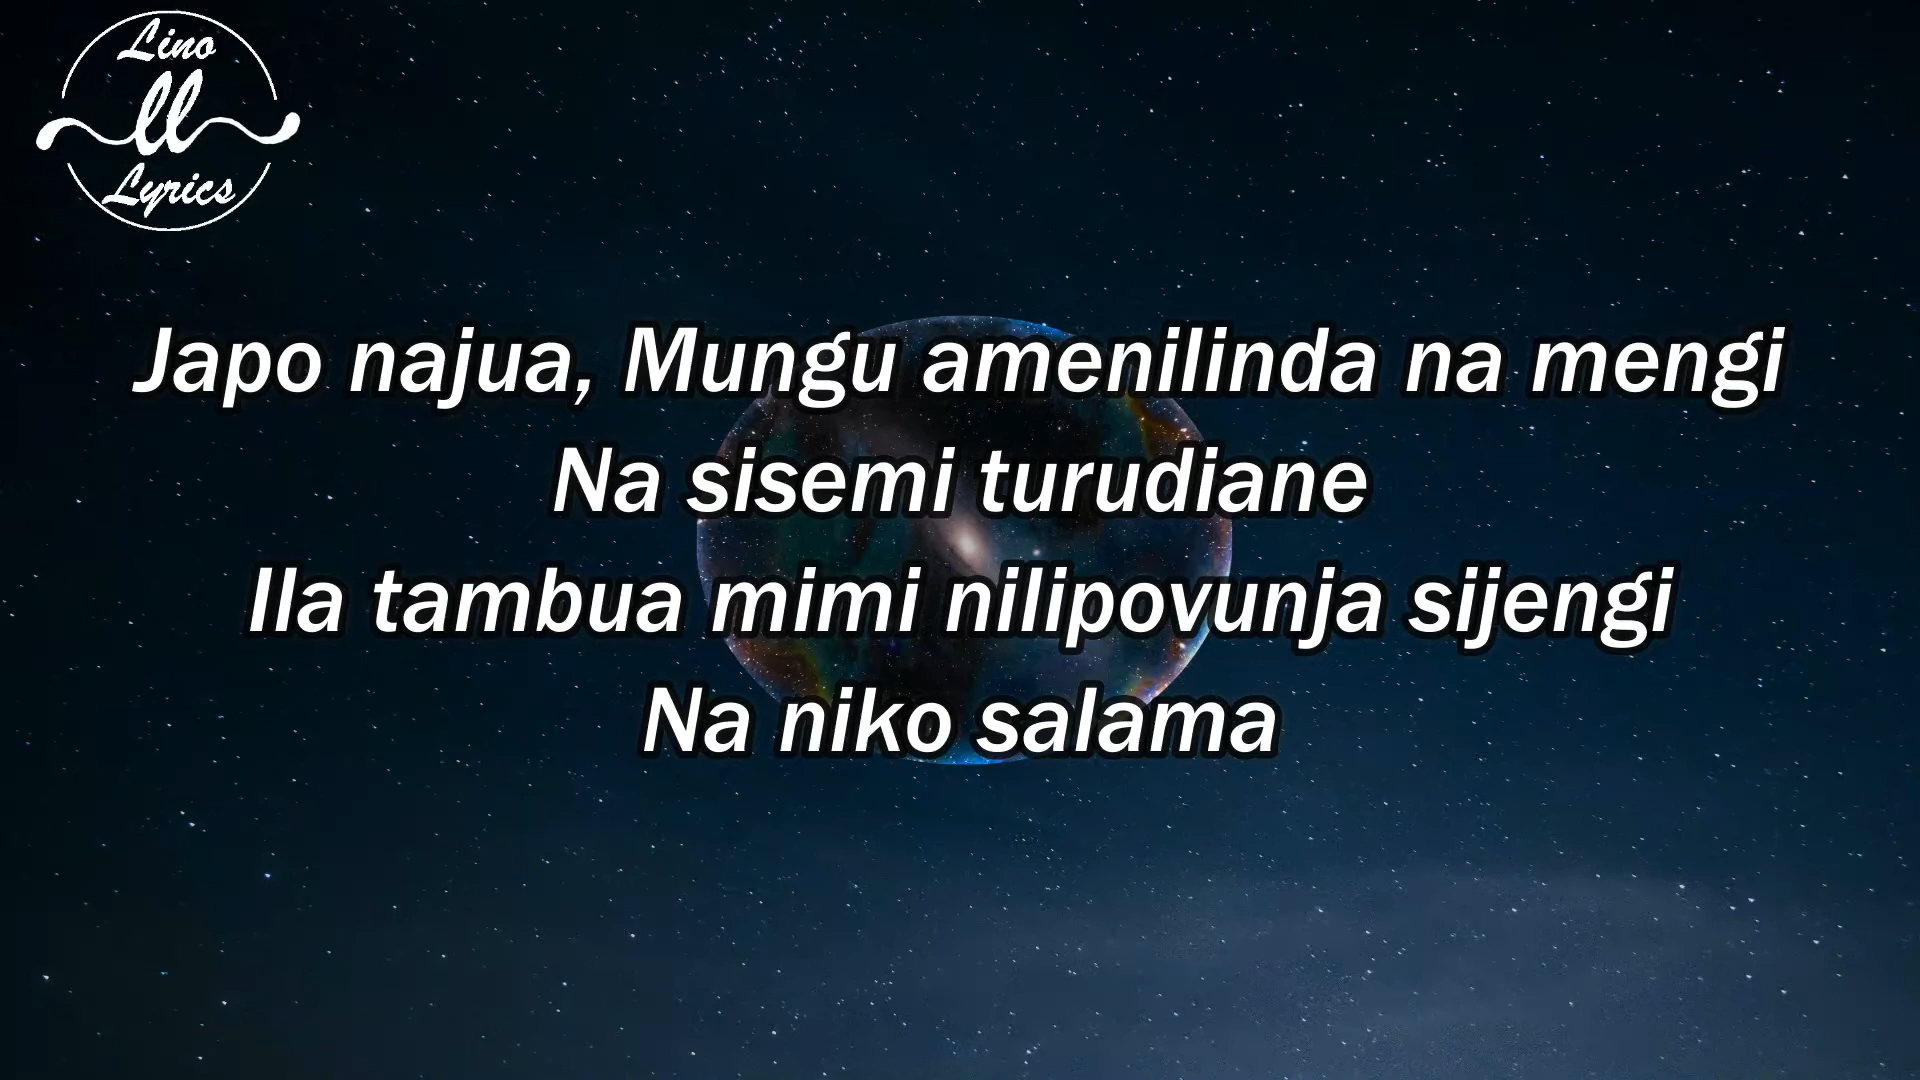 Lino
ll
Lyrics
Japo najua, Mungu amenilinda na mengi
Na sisemi turudiane
Ila tambua mimi nilipovunja sijengi
Na niko salama